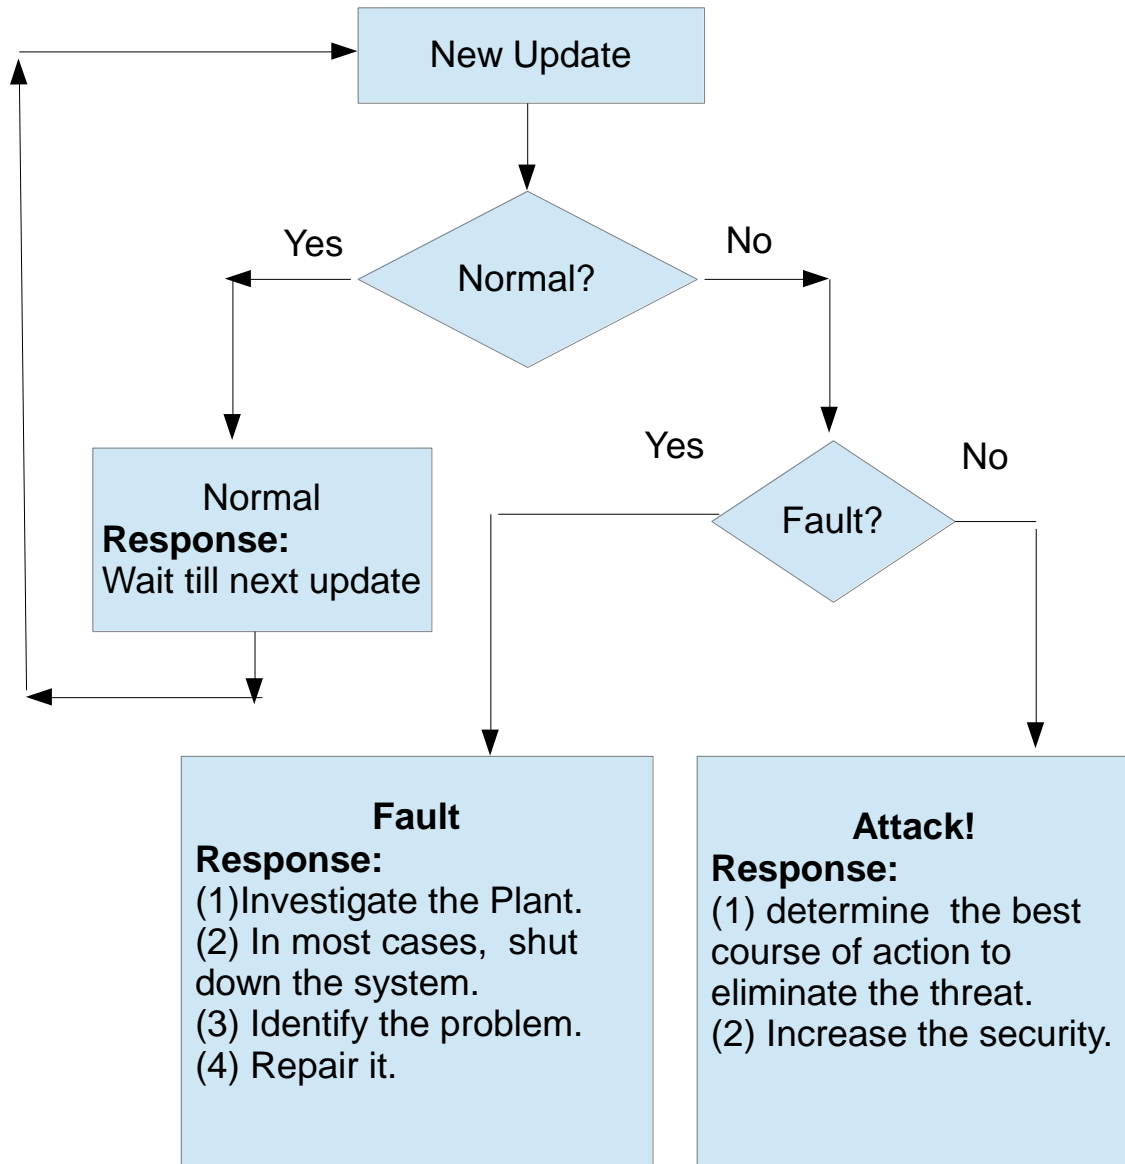 New Update
Yes
No
Normal?
Yes
No
Normal
Response:
Wait till next update
Fault?
Fault
Response:
(1)Investigate the Plant.
(2) In most cases, shut
down the system.
(3) Identify the problem.
(4) Repair it.
Attack!
Response:
(1) determine the best
course of action to
eliminate the threat.
(2) Increase the security.